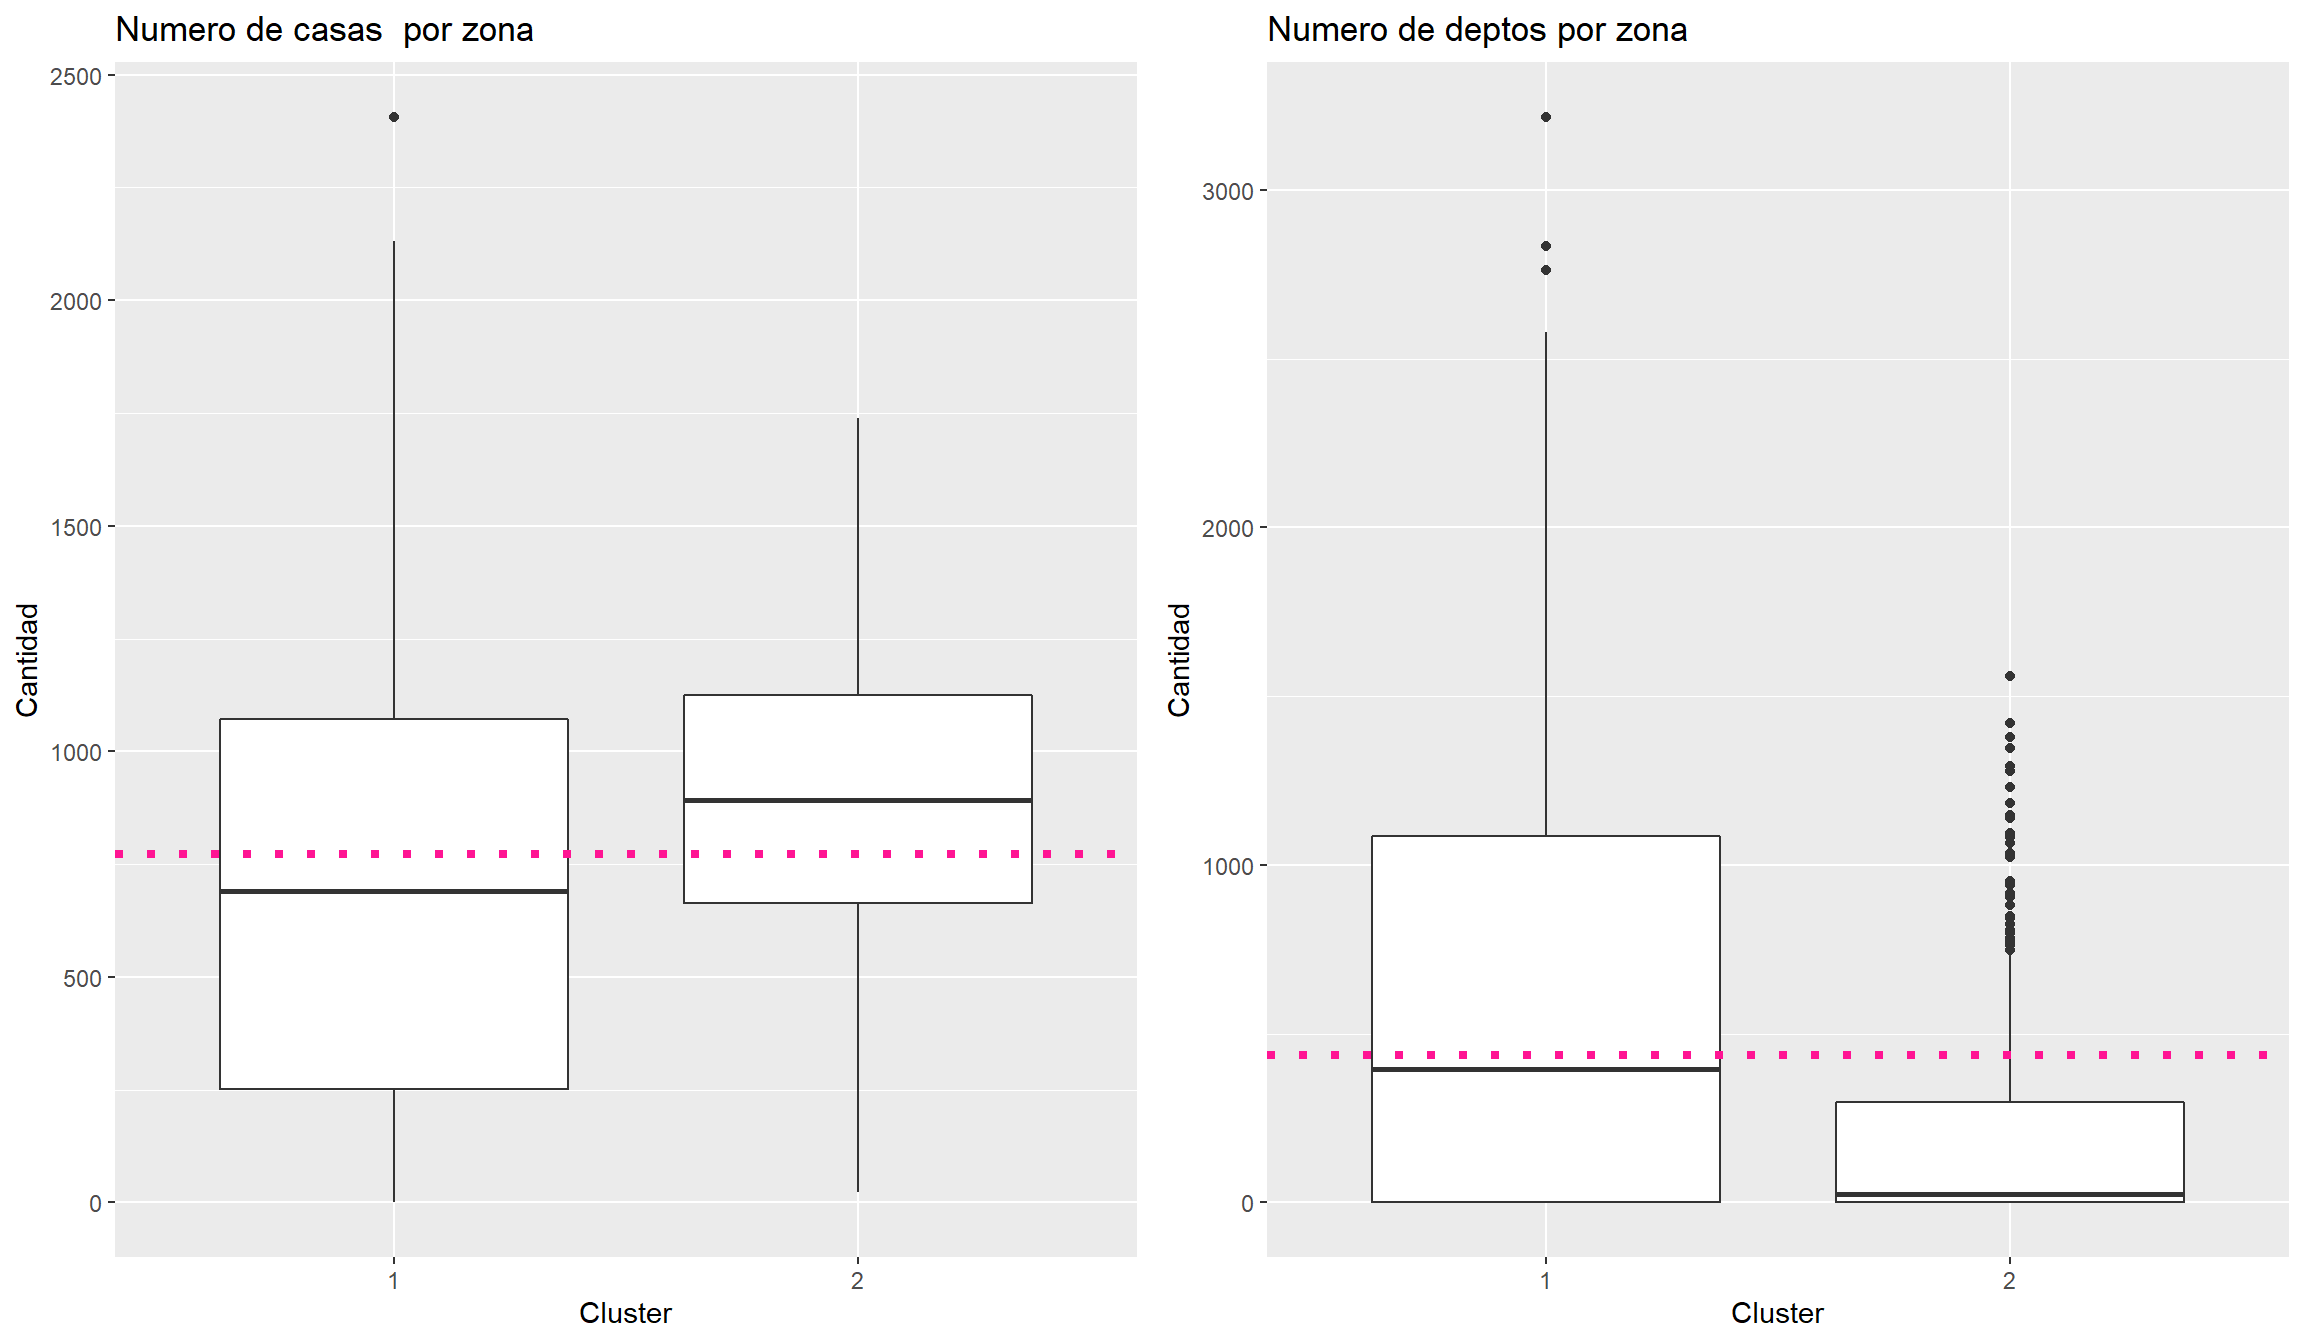 Numero de casas  por zona
2500
2000
1500
1000
500
0
Cantidad
1
2
Cluster
Numero de deptos por zona
3000
2000
1000
0
Cantidad
1
2
Cluster